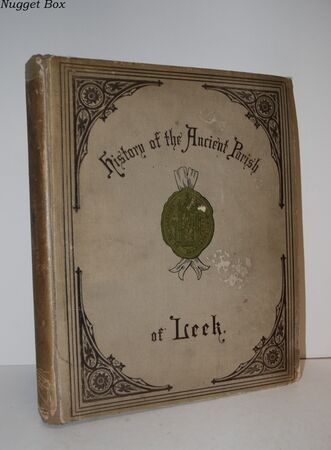 Nugget Box
History of the Ancient Parish
of Leek.